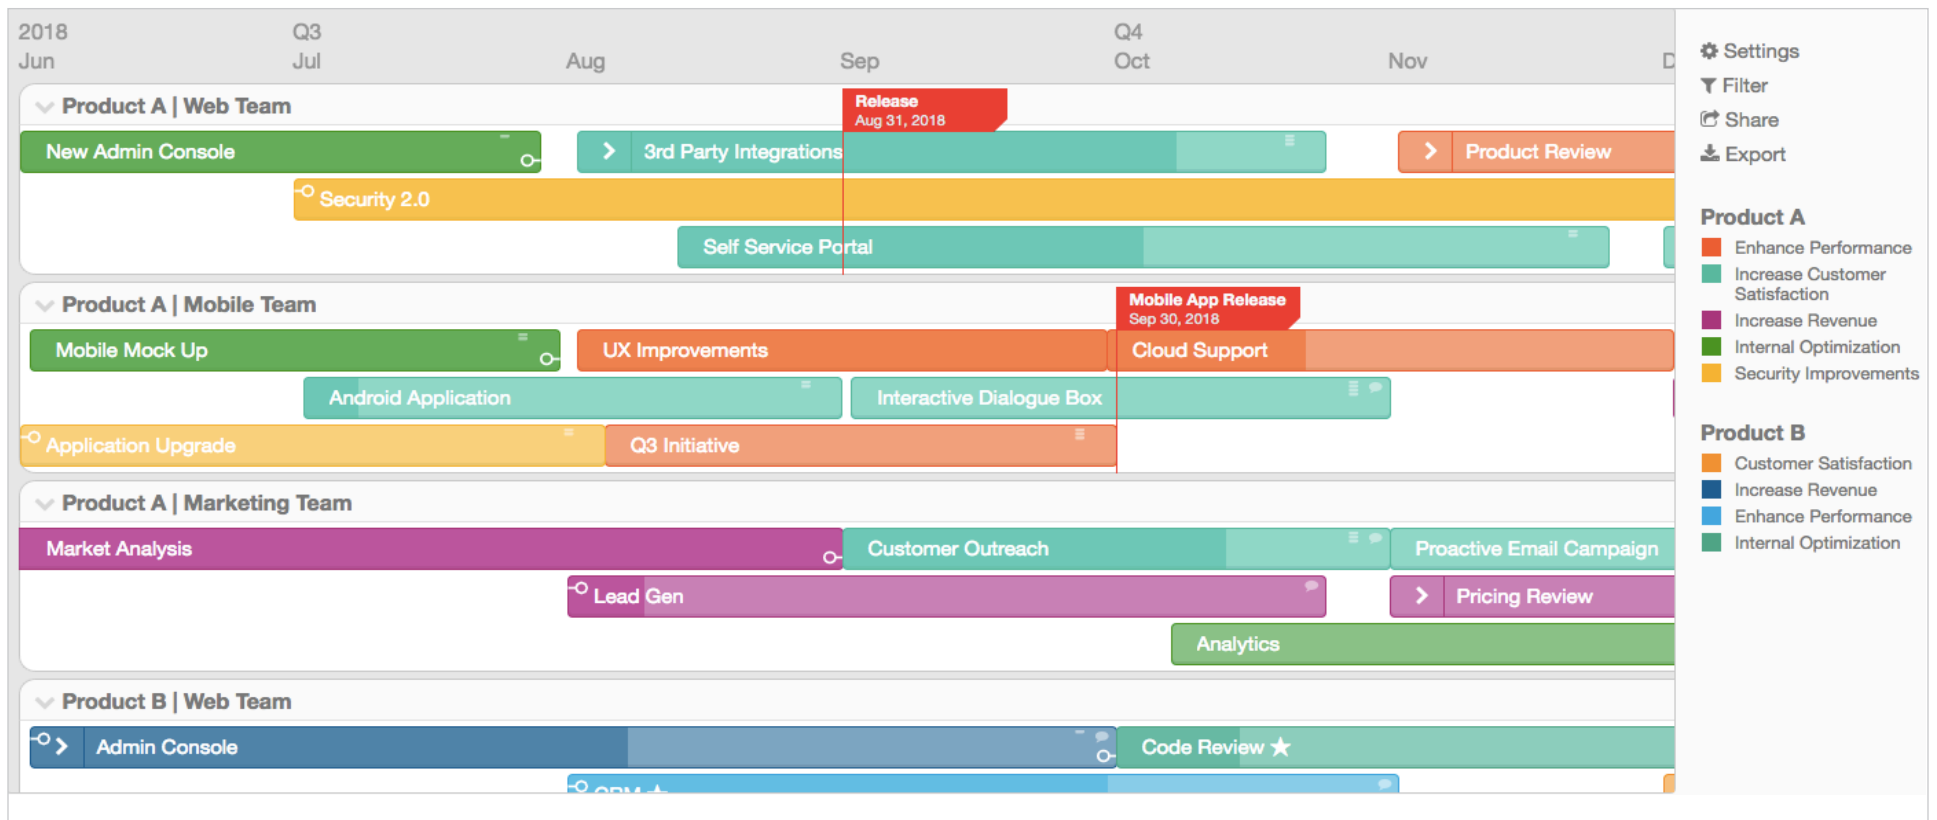 2018 Q3 Q4
Jun Jul Aug Sep Oct Nov D
Product A | Web Team
Release
Aug 31, 2018
New Admin Console 3rd Party Integrations Product Review
Security 2.0
Self Service Portal
Product A | Mobile Team
Mobile App Release
Sep 30, 2018
Mobile Mock Up UX Improvements Cloud Support
Android Application Interactive Dialogue Box
Application Upgrade Q3 Initiative
Product A | Marketing Team
Market Analysis Customer Outreach Proactive Email Campaign
Lead Gen Pricing Review
Analytics
Product B | Web Team
Admin Console Code Review
CRM
Settings
Filter
Share
Export
Product A
Enhance Performance
Increase Customer
Satisfaction
Increase Revenue
Internal Optimization
Security Improvements
Product B
Customer Satisfaction
Increase Revenue
Enhance Performance
Internal Optimization